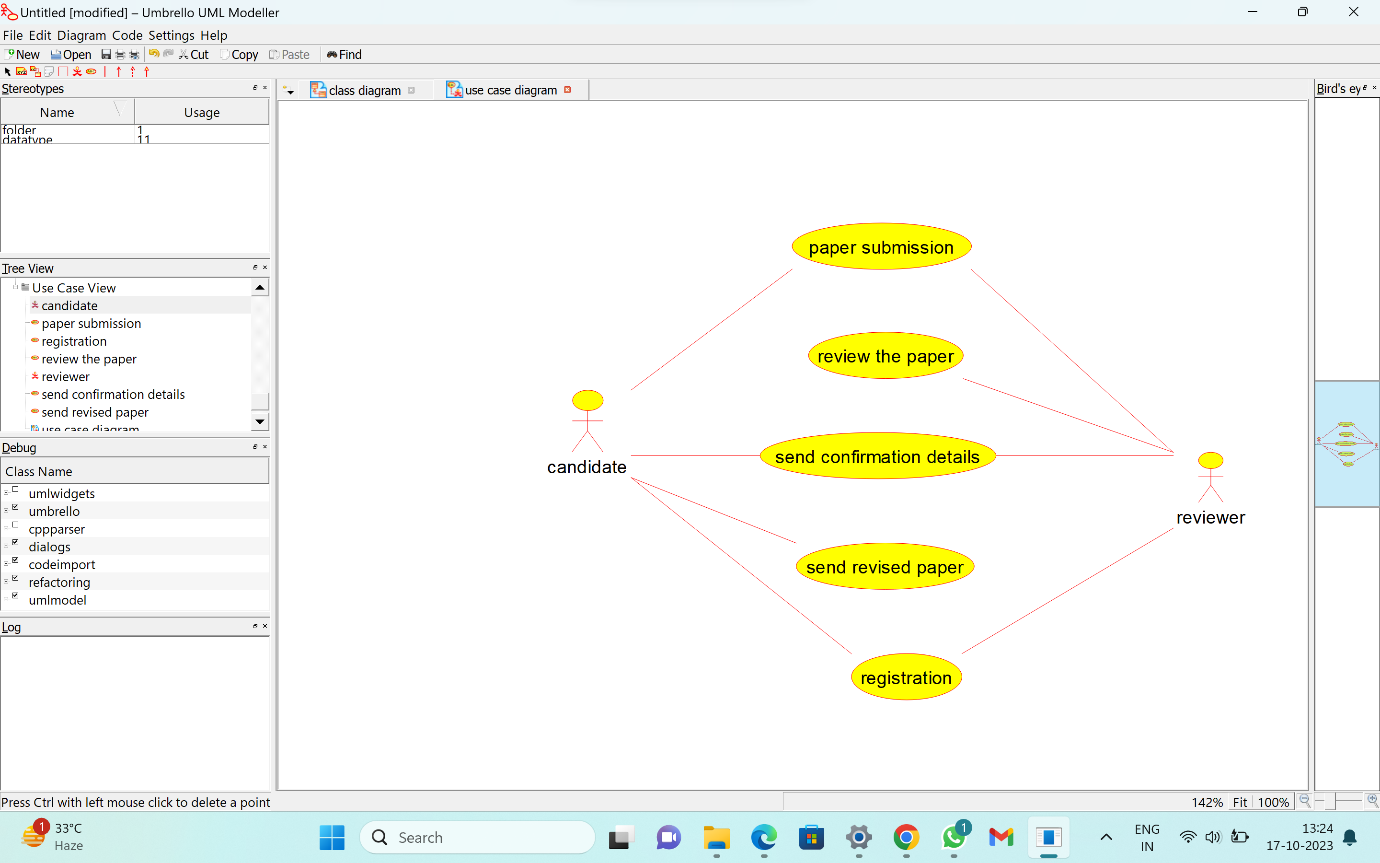 Untitled [modified] – Umbrello UML Modeller
File Edit Diagram Code Settings Help
New Open Cut Copy Paste Find
Stereotypes
Name Usage
folder 1
datatype 11
Tree View
Use Case View
candidate
paper submission
registration
review the paper
reviewer
send confirmation details
send revised paper
use case diagram
Debug
Class Name
umlwidgets
umbrello
cppparser
dialogs
codeimport
refactoring
umlmodel
Log
class diagram use case diagram
paper submission
review the paper
candidate
send confirmation details
reviewer
send revised paper
registration
Bird's ey
Press Ctrl with left mouse click to delete a point
142% Fit 100%
1
33°C
Haze
Search
1
ENG
IN
13:24
17-10-2023